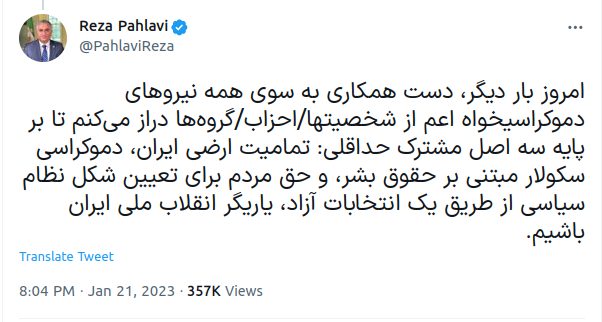 Reza Pahlavi
@PahlaviReza
امروز بار دیگر، دست همکاری به سوی همه نیروهای
دموکراسیخواه اعم از شخصیتها/احزاب/گروه‌ها دراز می‌کنم تا بر
پایه سه اصل مشترک حداقلی: تمامیت ارضی ایران، دموکراسی
سکولار مبتنی بر حقوق بشر، و حق مردم برای تعیین شکل نظام
سیاسی از طریق یک انتخابات آزاد، یاریگر انقلاب ملی ایران
باشیم.
Translate Tweet
8:04 PM · Jan 21, 2023 · 357K Views